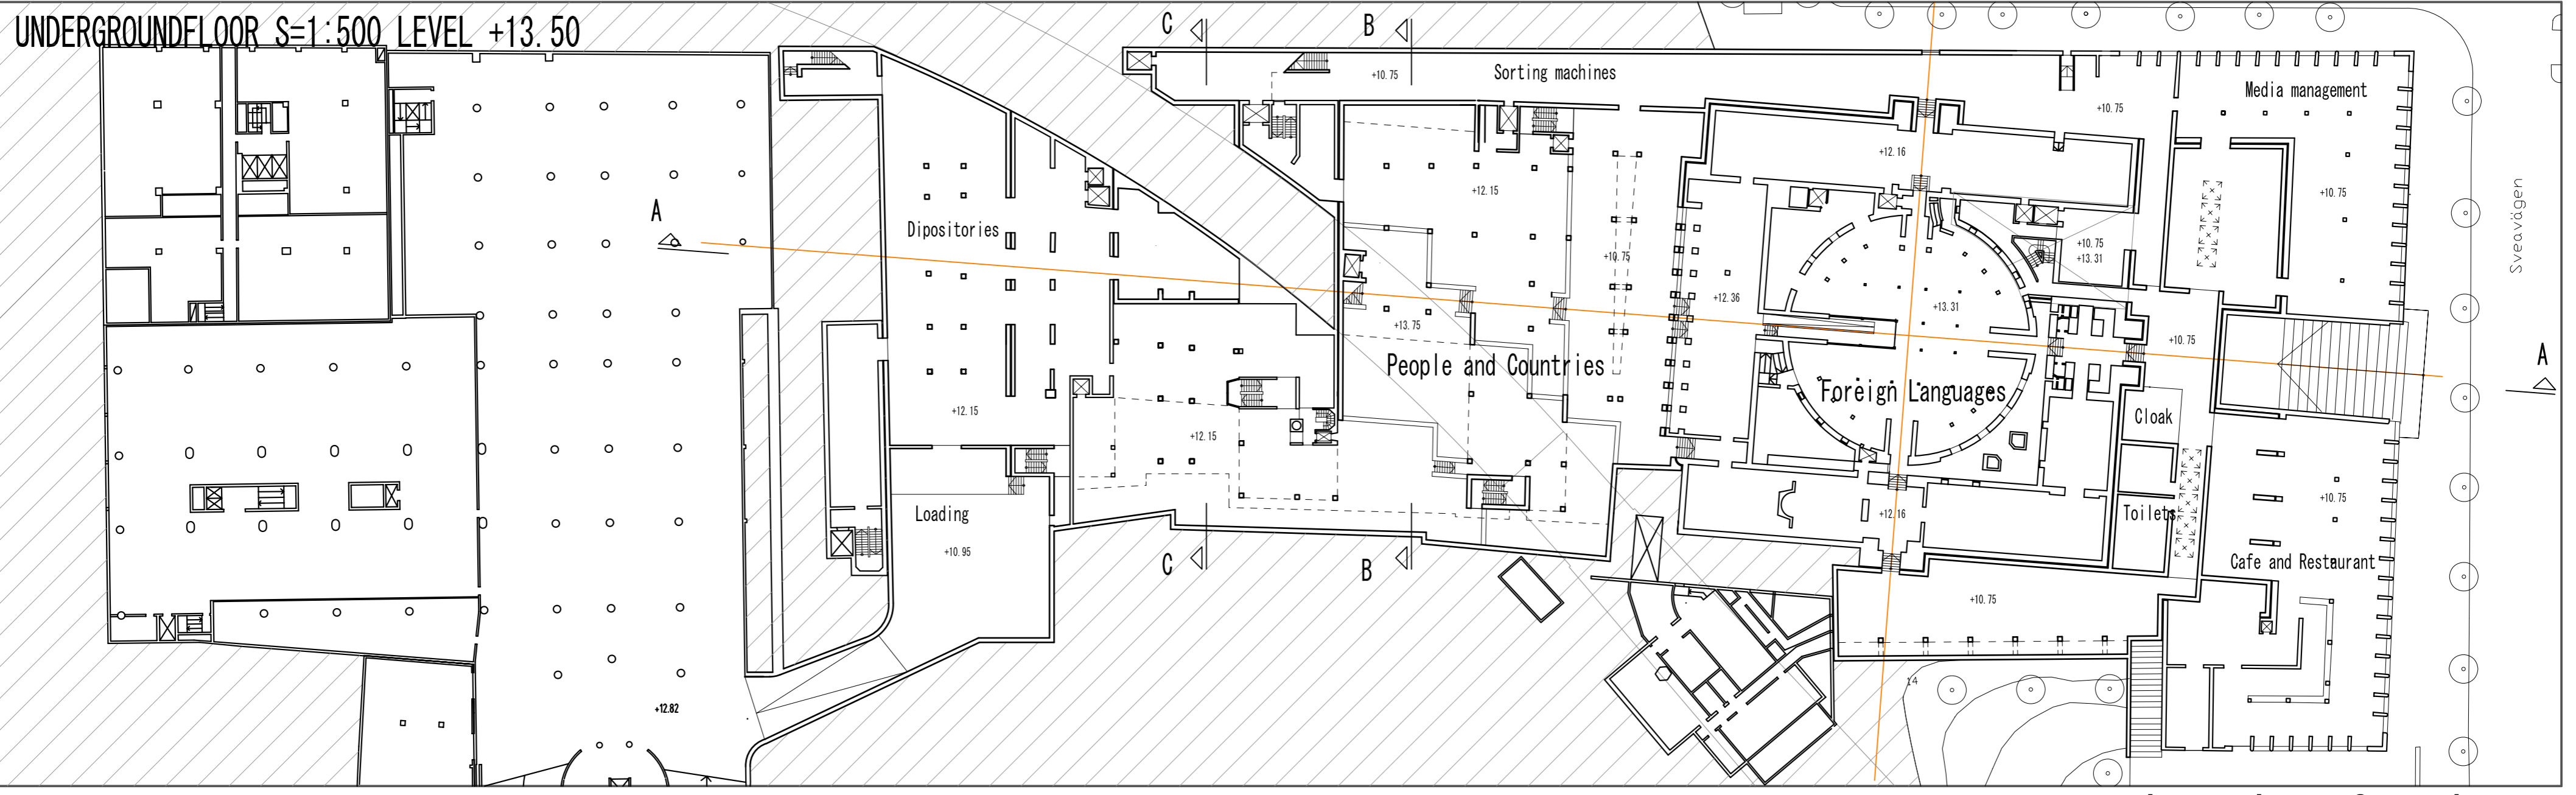 UNDERGROUNDFLOOR S=1:500 LEVEL +13.50
C
B
+10.75
Sorting machines
+10.75
Media management
+12.16
+12.15
+10.75
A
Dipositories
+10.75
+10.75
+13.31
Sveavägen
+12.36
+13.31
+13.75
+10.75
People and Countries
A
Foreign Languages
+12.15
Cloak
+12.15
+10.75
Loading
+12.16
Toilets
+10.95
C
B
Cafe and Restaurant
+10.75
14
+12.82